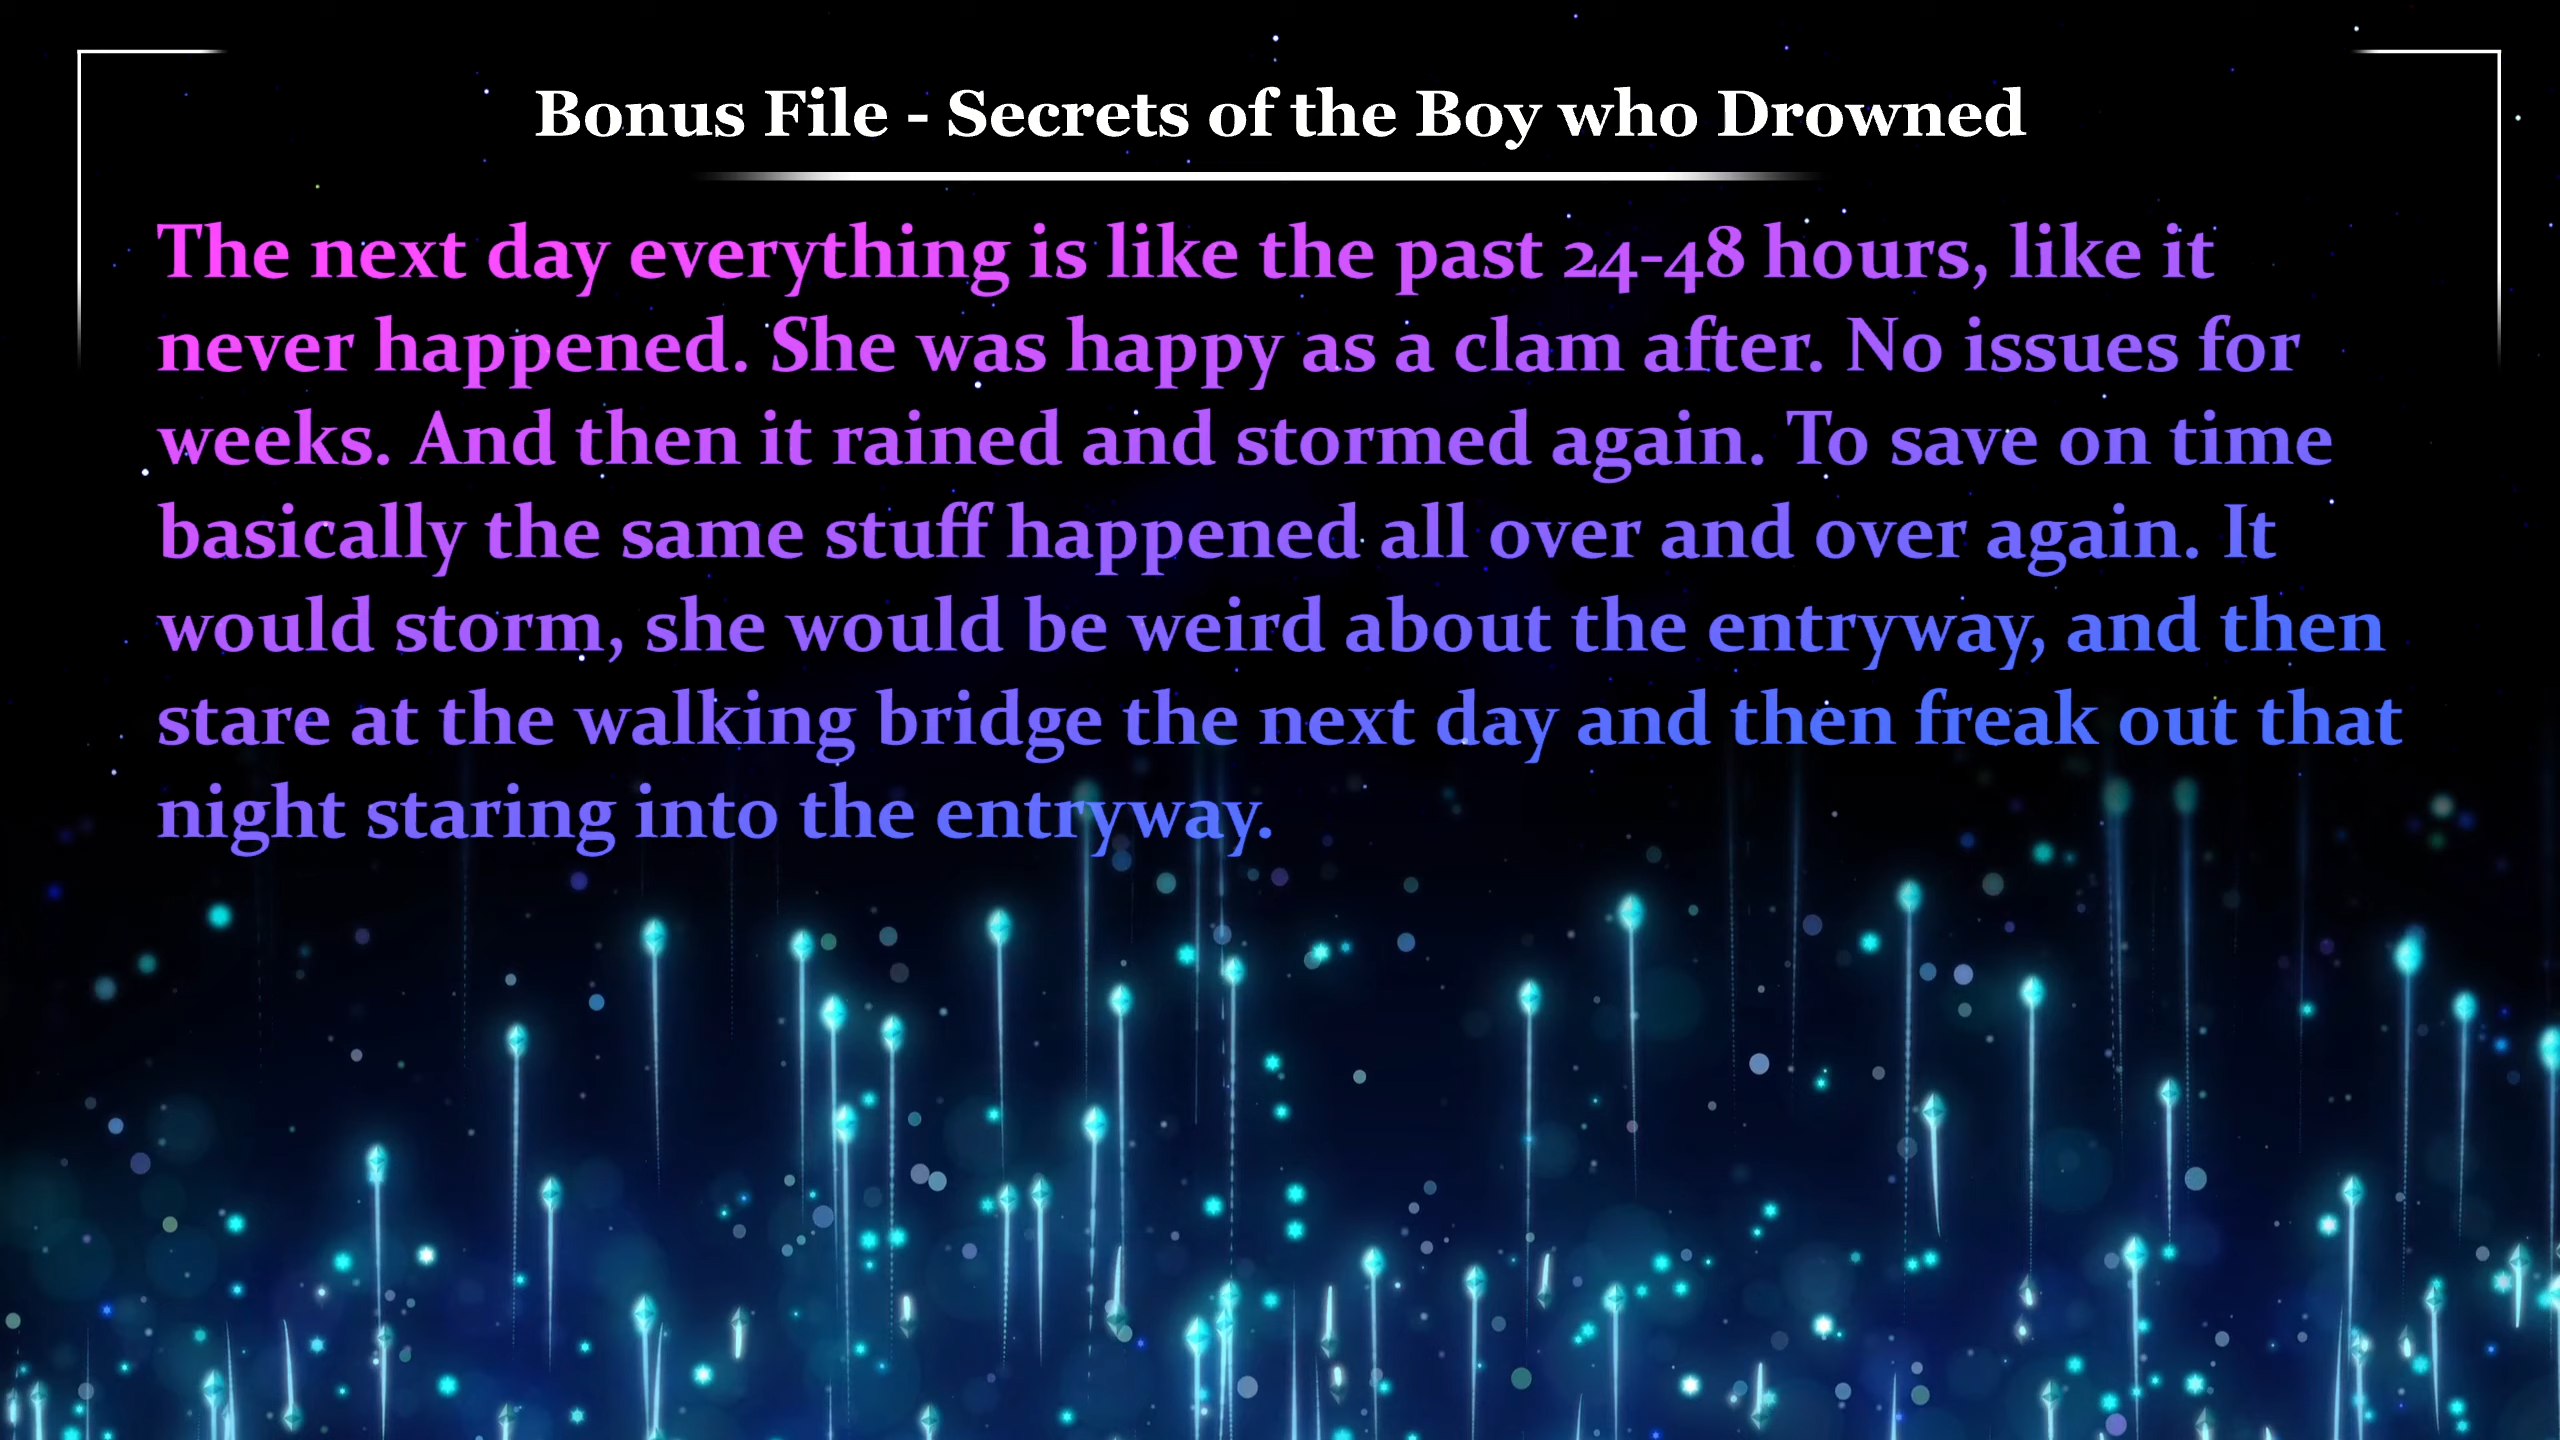 Bonus File - Secrets of the Boy who Drowned
The next day everything is like the past 24-48 hours, like it
never happened. She was happy as a clam after. No issues for
weeks. And then it rained and stormed again. To save on time
basically the same stuff happened all over and over again. It
would storm, she would be weird about the entryway, and then
stare at the walking bridge the next day and then freak out that
night staring into the entryway.